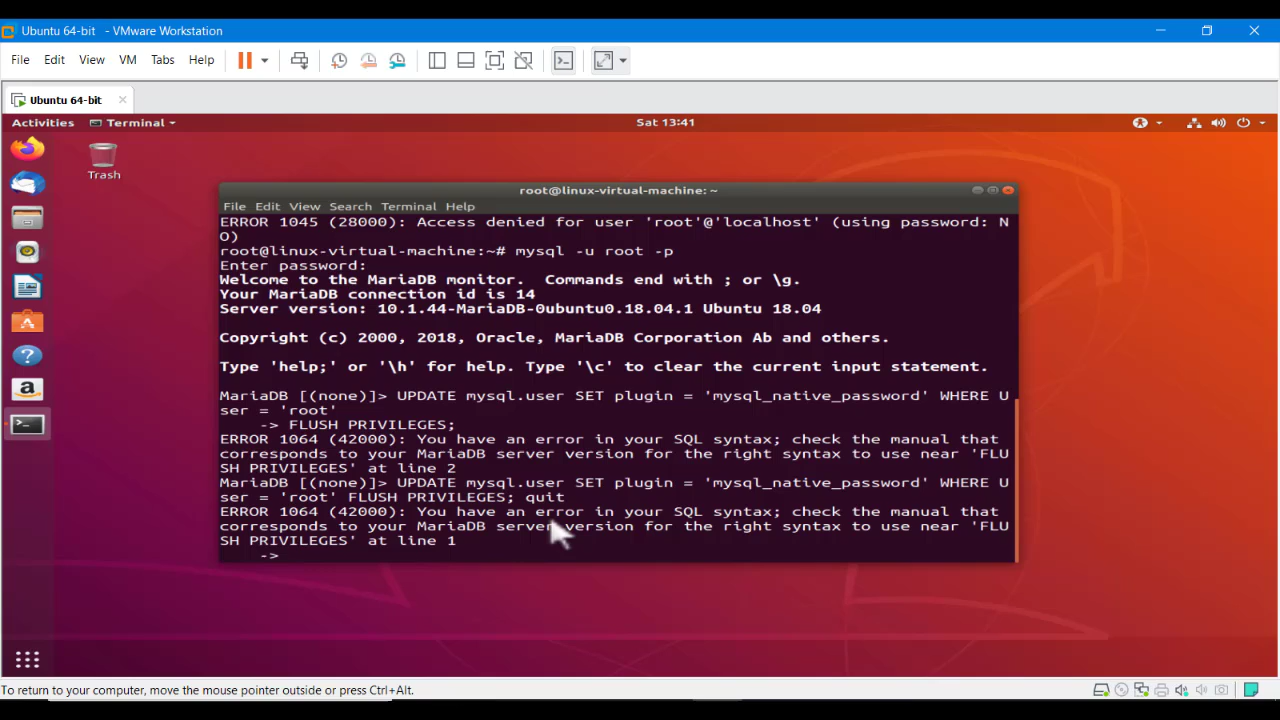 Ubuntu 64-bit - VMware Workstation
File Edit View VM Tabs Help
Ubuntu 64-bit
Activities Terminal Sat 13:41
Trash
root@linux-virtual-machine: ~
File Edit View Search Terminal Help
ERROR 1045 (28000): Access denied for user 'root'@'localhost' (using password: N
O)
root@linux-virtual-machine:~# mysql -u root -p
Enter password:
Welcome to the MariaDB monitor.  Commands end with ; or \g.
Your MariaDB connection id is 14
Server version: 10.1.44-MariaDB-0ubuntu0.18.04.1 Ubuntu 18.04
Copyright (c) 2000, 2018, Oracle, MariaDB Corporation Ab and others.
Type 'help;' or '\h' for help. Type '\c' to clear the current input statement.
MariaDB [(none)]> UPDATE mysql.user SET plugin = 'mysql_native_password' WHERE U
ser = 'root'
    -> FLUSH PRIVILEGES;
ERROR 1064 (42000): You have an error in your SQL syntax; check the manual that
corresponds to your MariaDB server version for the right syntax to use near 'FLU
SH PRIVILEGES' at line 2
MariaDB [(none)]> UPDATE mysql.user SET plugin = 'mysql_native_password' WHERE U
ser = 'root' FLUSH PRIVILEGES; quit
ERROR 1064 (42000): You have an error in your SQL syntax; check the manual that
corresponds to your MariaDB server version for the right syntax to use near 'FLU
SH PRIVILEGES' at line 1
    ->
To return to your computer, move the mouse pointer outside or press Ctrl+Alt.